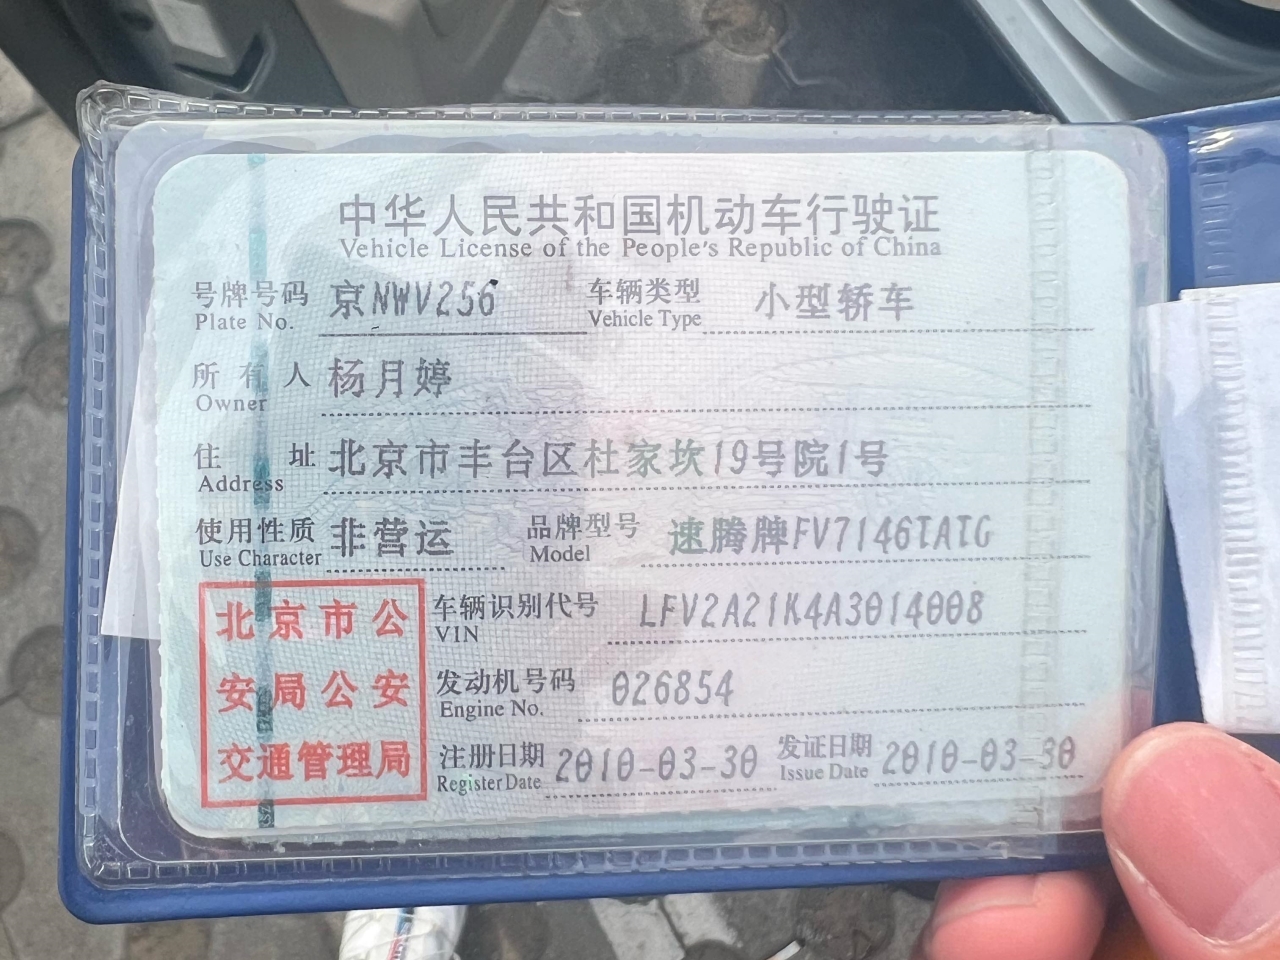 中华人民共和国机动车行驶证
Vehicle License of the People's Republic of China
号牌号码 京NWV256 车辆类型 小型轿车
Plate No. Vehicle Type
所有人 杨月婷
Owner
住址 北京市丰台区杜家坎19号院1号
Address
使用性质 非营运 品牌型号 速腾牌FV7146TATG
Use Character Model
北京市公
安局公安
交通管理局
车辆识别代号 LFV2A21K4A3014008
VIN
发动机号码 026854
Engine No.
注册日期 2010-03-30 发证日期 2010-03-30
Register Date Issue Date